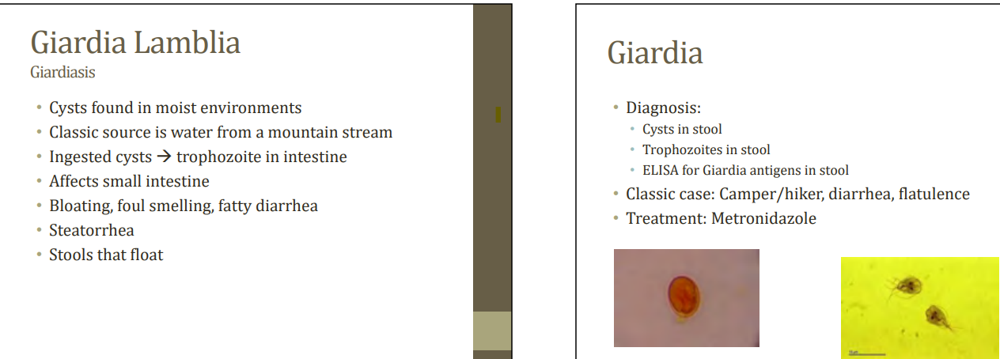 Giardia Lamblia
Giardiasis
• Cysts found in moist environments
• Classic source is water from a mountain stream
• Ingested cysts → trophozoite in intestine
• Affects small intestine
• Bloating, foul smelling, fatty diarrhea
• Steatorrhea
• Stools that float
Giardia
• Diagnosis:
• Cysts in stool
• Trophozoites in stool
• ELISA for Giardia antigens in stool
• Classic case: Camper/hiker, diarrhea, flatulence
• Treatment: Metronidazole